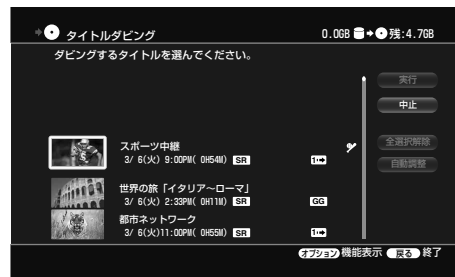 タイトルダビング 0.0GB 残:4.7GB
ダビングするタイトルを選んでください。
実行
中止
全選択解除
自動調整
スポーツ中継
3/ 6(火) 9:00PM( 0H54M) SR 1
世界の旅「イタリア〜ローマ」
3/ 6(火) 2:33PM( 0H11M) SR GG
都市ネットワーク
3/ 6(火)11:00PM( 0H55M) SR 1
オプション 機能表示 戻る 終了